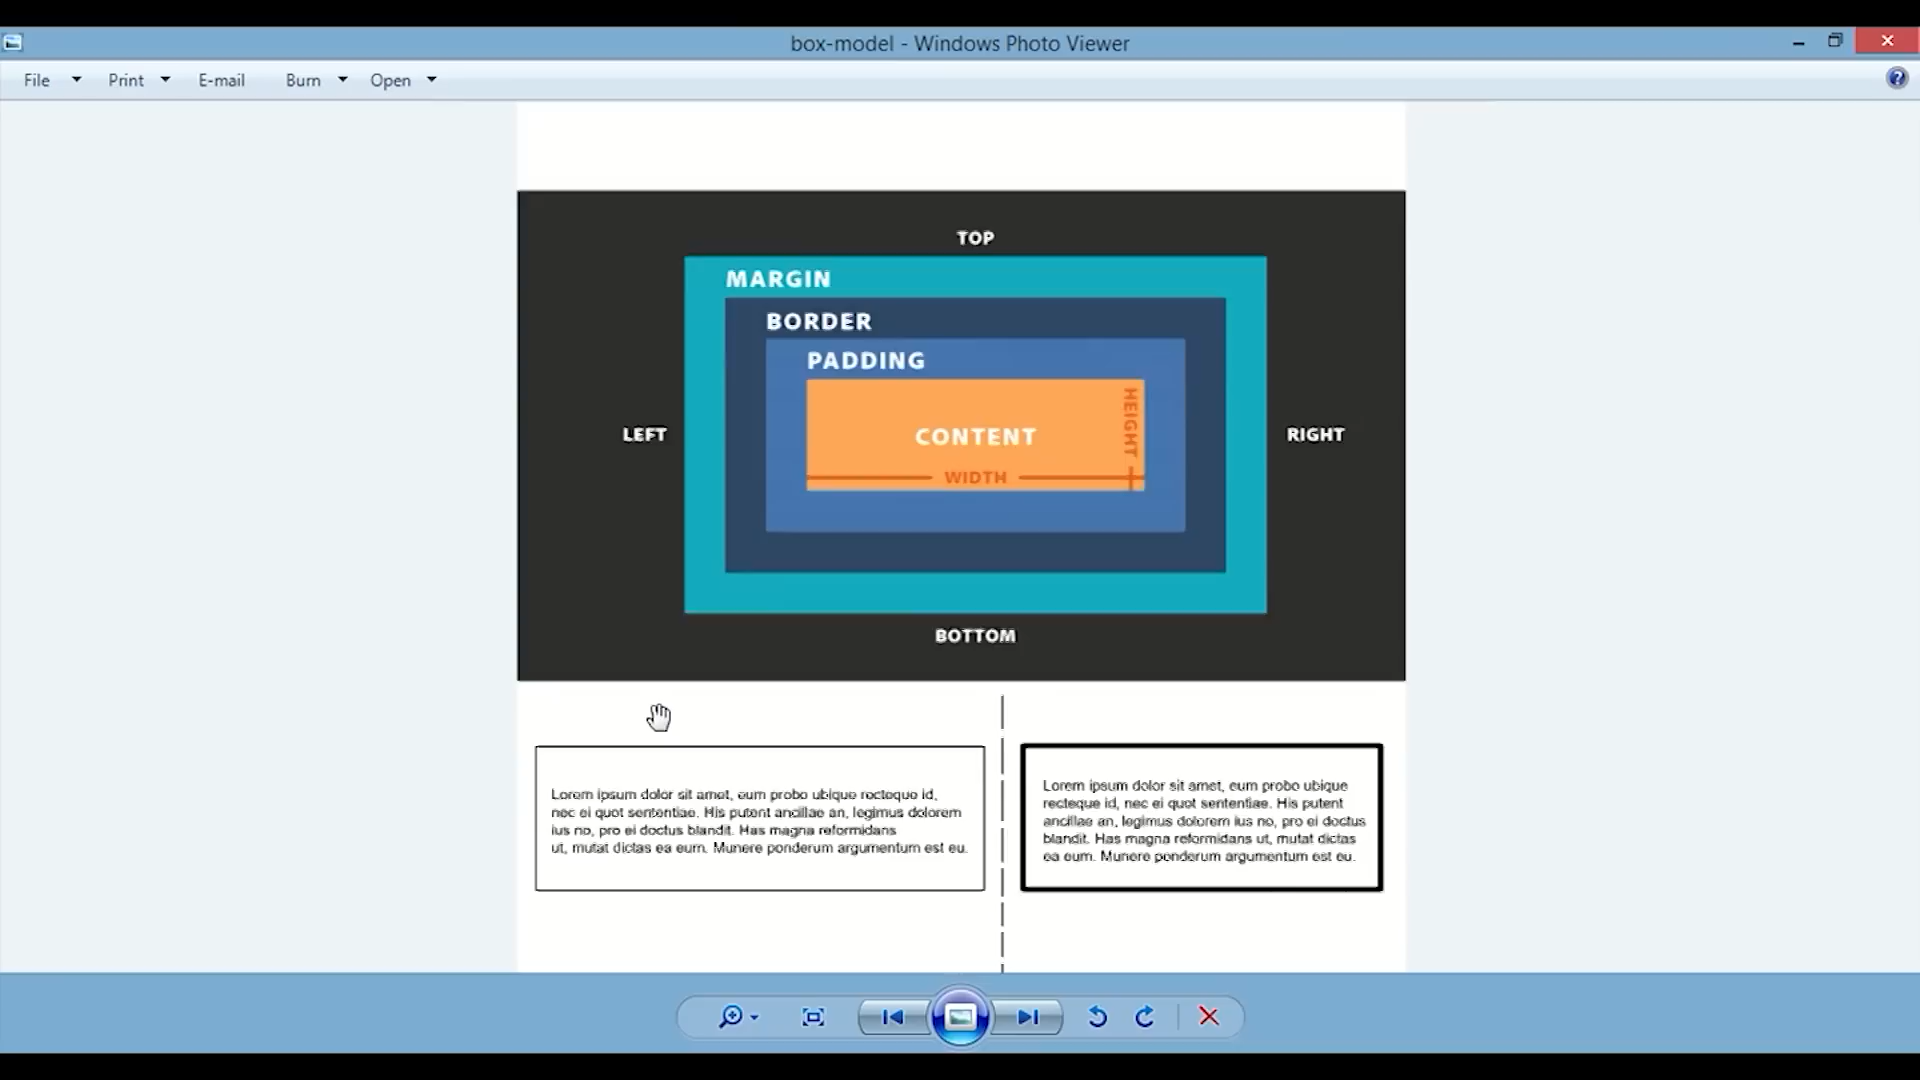 box-model - Windows Photo Viewer
File Print E-mail Burn Open
TOP
MARGIN
BORDER
PADDING
HEIGHT
LEFT
CONTENT
RIGHT
WIDTH
BOTTOM
Lorem ipsum dolor sit amet, eum probo ubique recteque id,
nec ei quot sententiae. His putent ancillae an, legimus dolorem
ius no, pro ei doctus blandit. Has magna reformidans
ut, mutat dictas ea eum. Munere ponderum argumentum est eu.
Lorem ipsum dolor sit amet, eum probo ubique
recteque id, nec ei quot sententiae. His putent
ancillae an, legimus dolorem ius no, pro ei doctus
blandit. Has magna reformidans ut, mutat dictas
ea eum. Munere ponderum argumentum est eu.